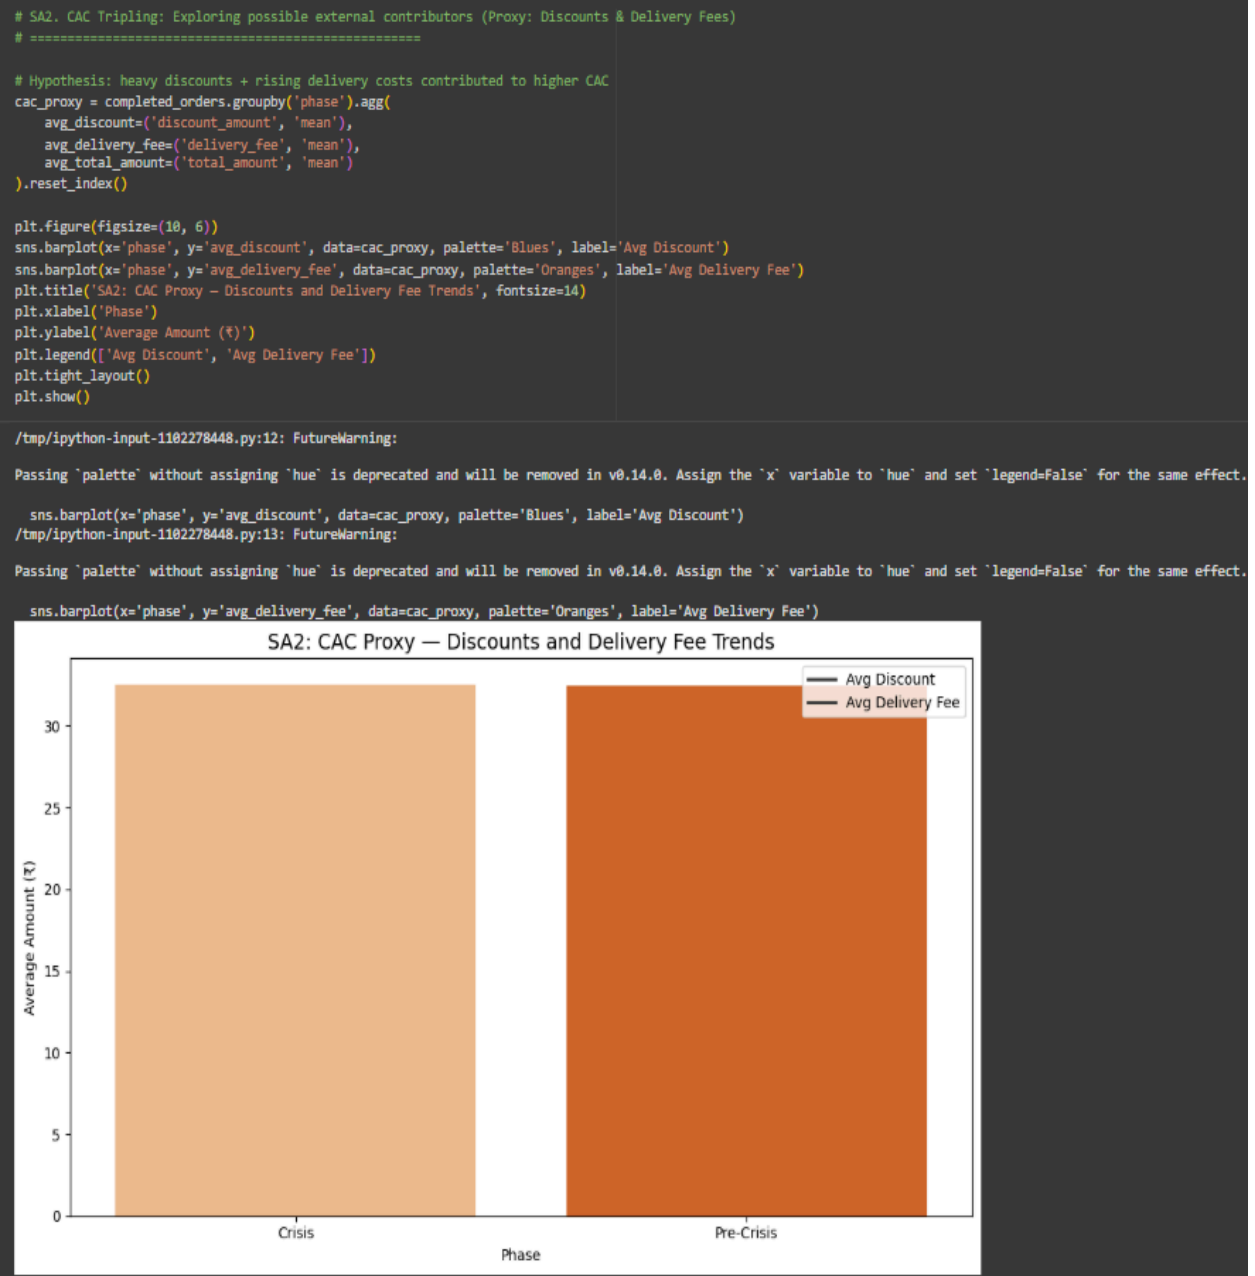 # SA2. CAC Tripling: Exploring possible external contributors (Proxy: Discounts & Delivery Fees)
# ====================================================
# Hypothesis: heavy discounts + rising delivery costs contributed to higher CAC
cac_proxy = completed_orders.groupby('phase').agg(
    avg_discount=('discount_amount', 'mean'),
    avg_delivery_fee=('delivery_fee', 'mean'),
    avg_total_amount=('total_amount', 'mean')
).reset_index()
plt.figure(figsize=(10, 6))
sns.barplot(x='phase', y='avg_discount', data=cac_proxy, palette='Blues', label='Avg Discount')
sns.barplot(x='phase', y='avg_delivery_fee', data=cac_proxy, palette='Oranges', label='Avg Delivery Fee')
plt.title('SA2: CAC Proxy — Discounts and Delivery Fee Trends', fontsize=14)
plt.xlabel('Phase')
plt.ylabel('Average Amount (₹)')
plt.legend(['Avg Discount', 'Avg Delivery Fee'])
plt.tight_layout()
plt.show()
/tmp/ipython-input-1102278448.py:12: FutureWarning:
Passing `palette` without assigning `hue` is deprecated and will be removed in v0.14.0. Assign the `x` variable to `hue` and set `legend=False` for the same effect.
  sns.barplot(x='phase', y='avg_discount', data=cac_proxy, palette='Blues', label='Avg Discount')
/tmp/ipython-input-1102278448.py:13: FutureWarning:
Passing `palette` without assigning `hue` is deprecated and will be removed in v0.14.0. Assign the `x` variable to `hue` and set `legend=False` for the same effect.
  sns.barplot(x='phase', y='avg_delivery_fee', data=cac_proxy, palette='Oranges', label='Avg Delivery Fee')
SA2: CAC Proxy — Discounts and Delivery Fee Trends
Avg Discount
Avg Delivery Fee
30
25
20
15
10
5
0
Average Amount (₹)
Crisis
Pre-Crisis
Phase